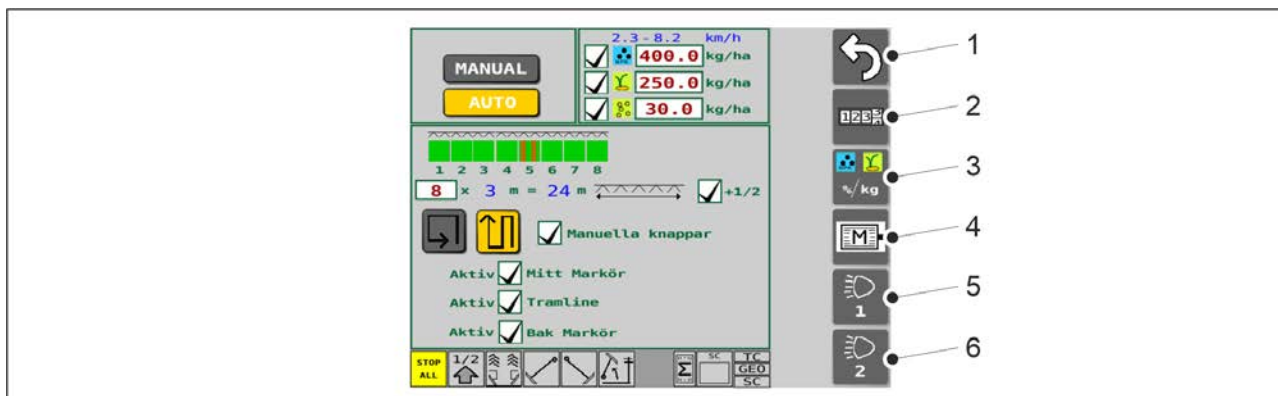 2.3-8.2 km/h
MANUAL
AUTO
400.0 kg/ha
250.0 kg/ha
30.0 kg/ha
1 2 3 4 5 6 7 8
8 x 3 m = 24 m +1/2
Manuella knappar
Aktiv Mitt Markör
Aktiv Tramline
Aktiv Bak Markör
STOP ALL
1/2
Σ
SC
TC
GEO
SC
1
123
2
%/kg
3
M
4
1
5
2
6